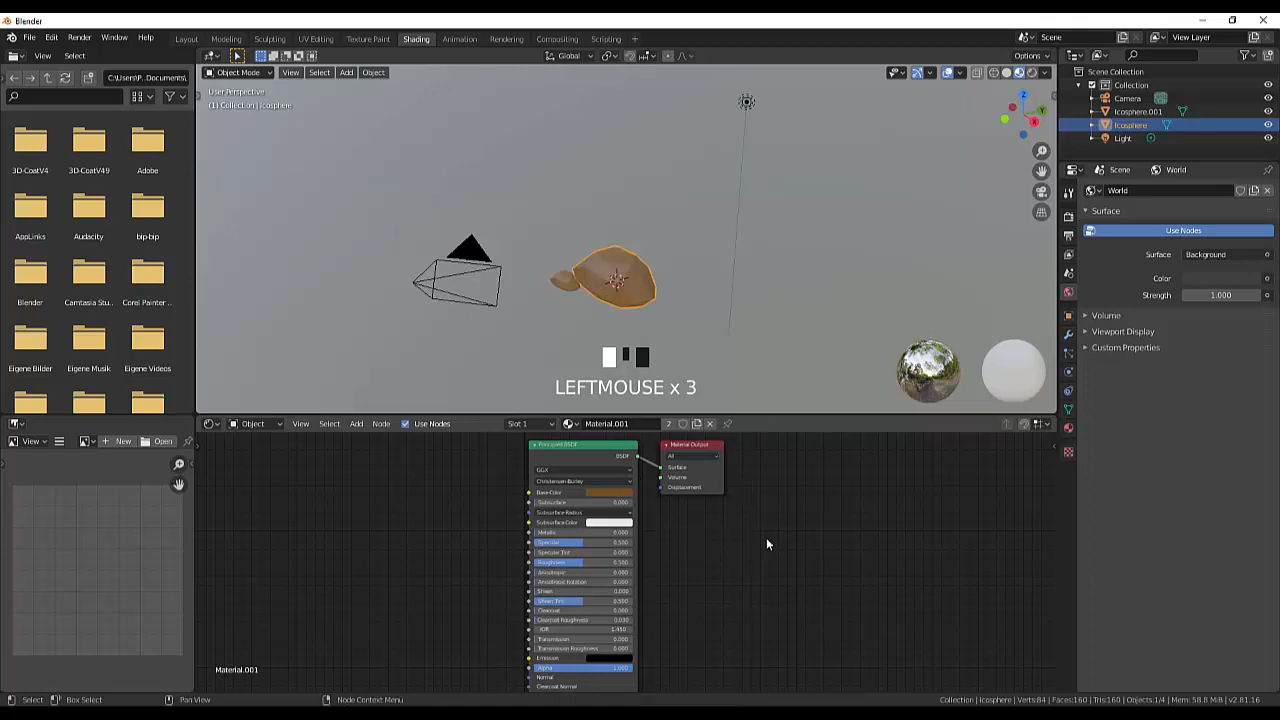 Blender
File Edit Render Window Help Layout Modeling Sculpting UV Editing Texture Paint Shading Animation Rendering Compositing Scripting + Scene View Layer
View Select Global Options
C:\Users\P..Documents\ Object Mode View Select Add Object
User Perspective
(1) Collection | Icosphere
Z
Y
X
Scene Collection
Collection
Camera
Icosphere.001
Icosphere
Light
3D-CoatV4 3D-CoatV49 Adobe
AppLinks Audacity bip-bip
Blender Camtasia Stu... Corel Painter ..
Eigene Bilder Eigene Musik Eigene Videos
Scene World
World
Surface
Use Nodes
Surface Background
Color
Strength 1.000
Volume
Viewport Display
Custom Properties
LEFTMOUSE x 3
Object View Select Add Node Use Nodes Slot 1 Material.001 2
View New Open
Principled BSDF
BSDF
GGX
Christensen-Burley
Base Color
Subsurface 0.000
Subsurface Radius
Subsurface Color
Metallic 0.000
Specular 0.500
Specular Tint 0.000
Roughness 0.500
Anisotropic 0.000
Anisotropic Rotation 0.000
Sheen 0.000
Sheen Tint 0.500
Clearcoat 0.000
Clearcoat Roughness 0.030
IOR 1.450
Transmission 0.000
Transmission Roughness 0.000
Emission
Alpha 1.000
Normal
Clearcoat Normal
Material Output
All
Surface
Volume
Displacement
Material.001
Select Box Select Pan View Node Context Menu Collection | Icosphere | Verts:84 | Faces:160 | Tris:160 | Objects:1/4 | Mem: 58.8 MiB | v2.81.16